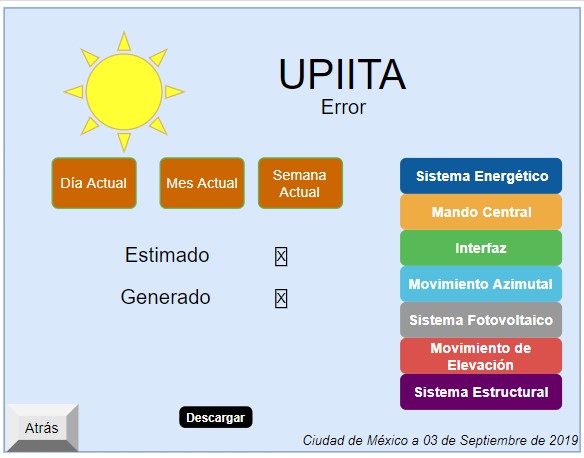 UPIITA
Error
Día Actual
Mes Actual
Semana
Actual
Sistema Energético
Mando Central
Interfaz
Movimiento Azimutal
Sistema Fotovoltaico
Movimiento de
Elevación
Sistema Estructural
Estimado
Generado
Descargar
Atrás
Ciudad de México a 03 de Septiembre de 2019